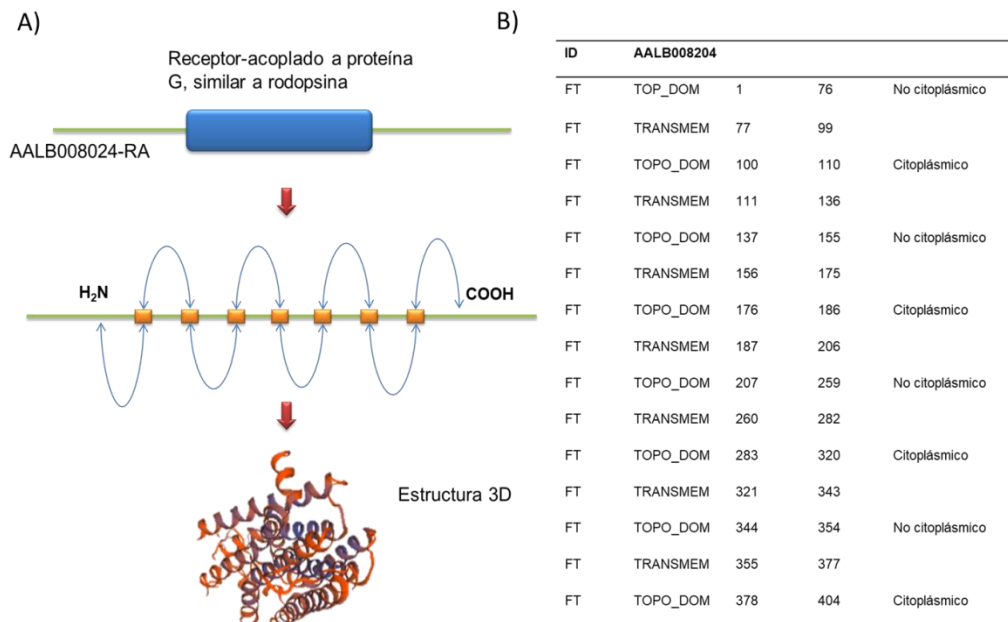 A)
Receptor-acoplado a proteína
G, similar a rodopsina
AALB008024-RA
H₂N
COOH
Estructura 3D
B)
ID AALB008204
FT TOP_DOM 1 76 No citoplásmico
FT TRANSMEM 77 99
FT TOPO_DOM 100 110 Citoplásmico
FT TRANSMEM 111 136
FT TOPO_DOM 137 155 No citoplásmico
FT TRANSMEM 156 175
FT TOPO_DOM 176 186 Citoplásmico
FT TRANSMEM 187 206
FT TOPO_DOM 207 259 No citoplásmico
FT TRANSMEM 260 282
FT TOPO_DOM 283 320 Citoplásmico
FT TRANSMEM 321 343
FT TOPO_DOM 344 354 No citoplásmico
FT TRANSMEM 355 377
FT TOPO_DOM 378 404 Citoplásmico